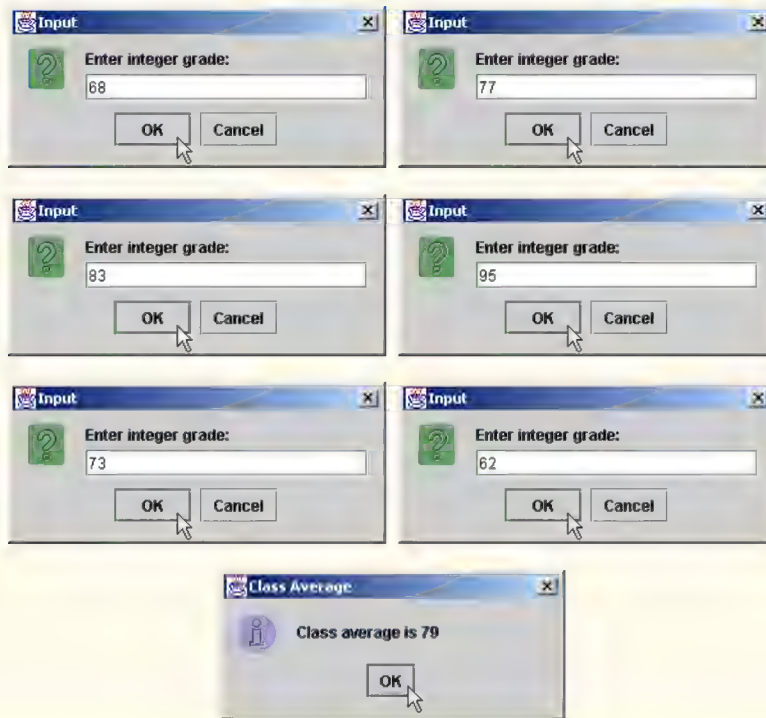 Input
Input
Enter integer grade:
Enter integer grade:
68
77
OK Cancel
OK Cancel
Input
Input
Enter integer grade:
Enter integer grade:
83
95
OK Cancel
OK Cancel
Input
Input
Enter integer grade:
Enter integer grade:
73
62
OK Cancel
OK Cancel
Class Average
Class average is 79
OK